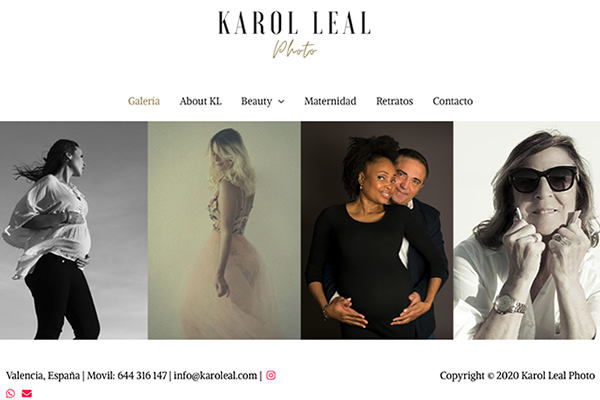 KAROL LEAL
Photo
Galeria About KL Beauty Maternidad Retratos Contacto
Valencia, España | Movil: 644 316 147 | info@karoleal.com |
Copyright © 2020 Karol Leal Photo